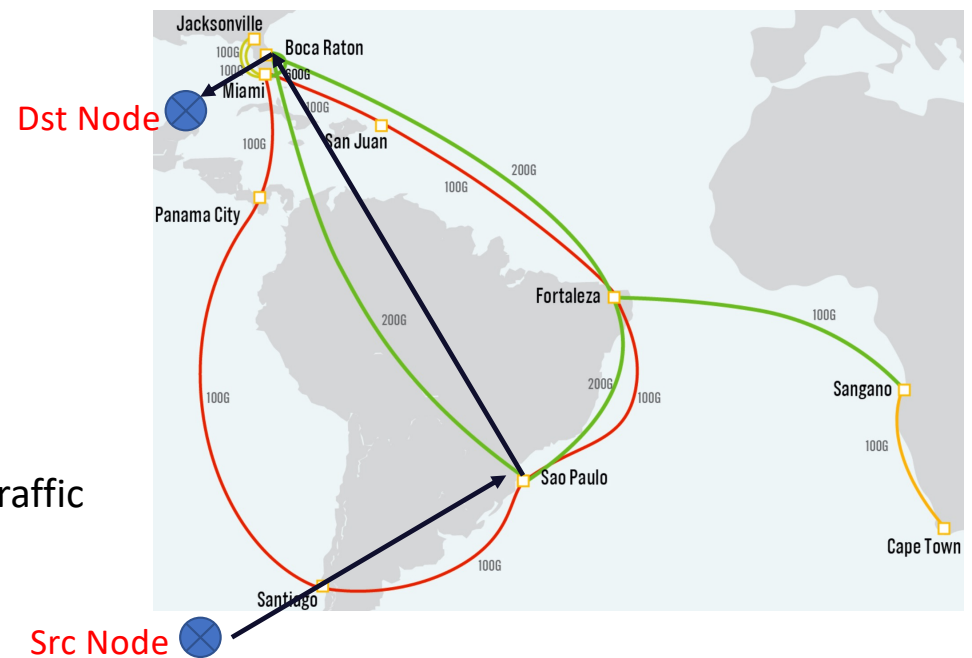 Jacksonville
Boca Raton
100G
100G
600G
Miami
100G
Dst Node
San Juan
100G
200G
100G
Panama City
Fortaleza
100G
200G
Sangano
200G
100G
100G
100G
Sao Paulo
raffic
Cape Town
100G
Santiago
Src Node